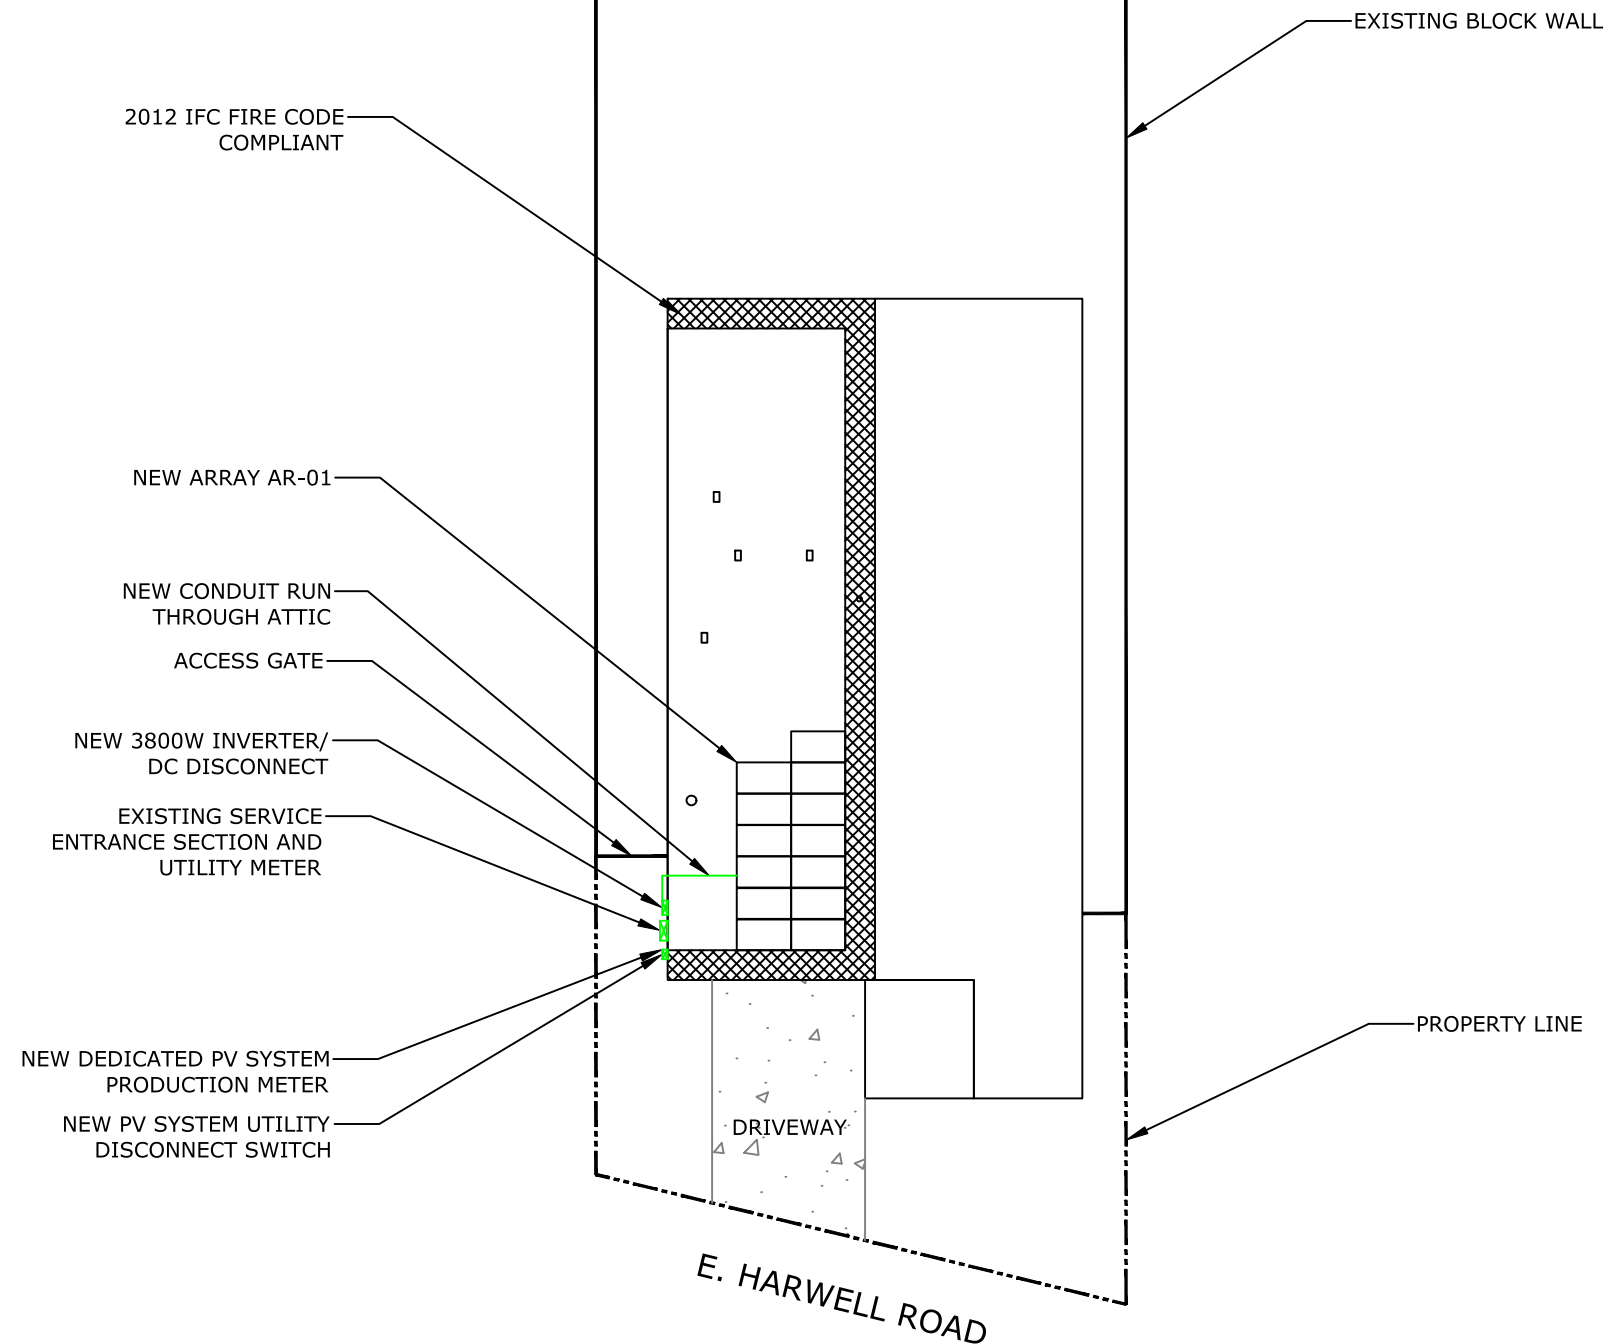 EXISTING BLOCK WALL
2012 IFC FIRE CODE
COMPLIANT
NEW ARRAY AR-01
NEW CONDUIT RUN
THROUGH ATTIC
ACCESS GATE
NEW 3800W INVERTER/
DC DISCONNECT
EXISTING SERVICE
ENTRANCE SECTION AND
UTILITY METER
PROPERTY LINE
NEW DEDICATED PV SYSTEM
PRODUCTION METER
NEW PV SYSTEM UTILITY
DISCONNECT SWITCH
DRIVEWAY
E. HARWELL ROAD